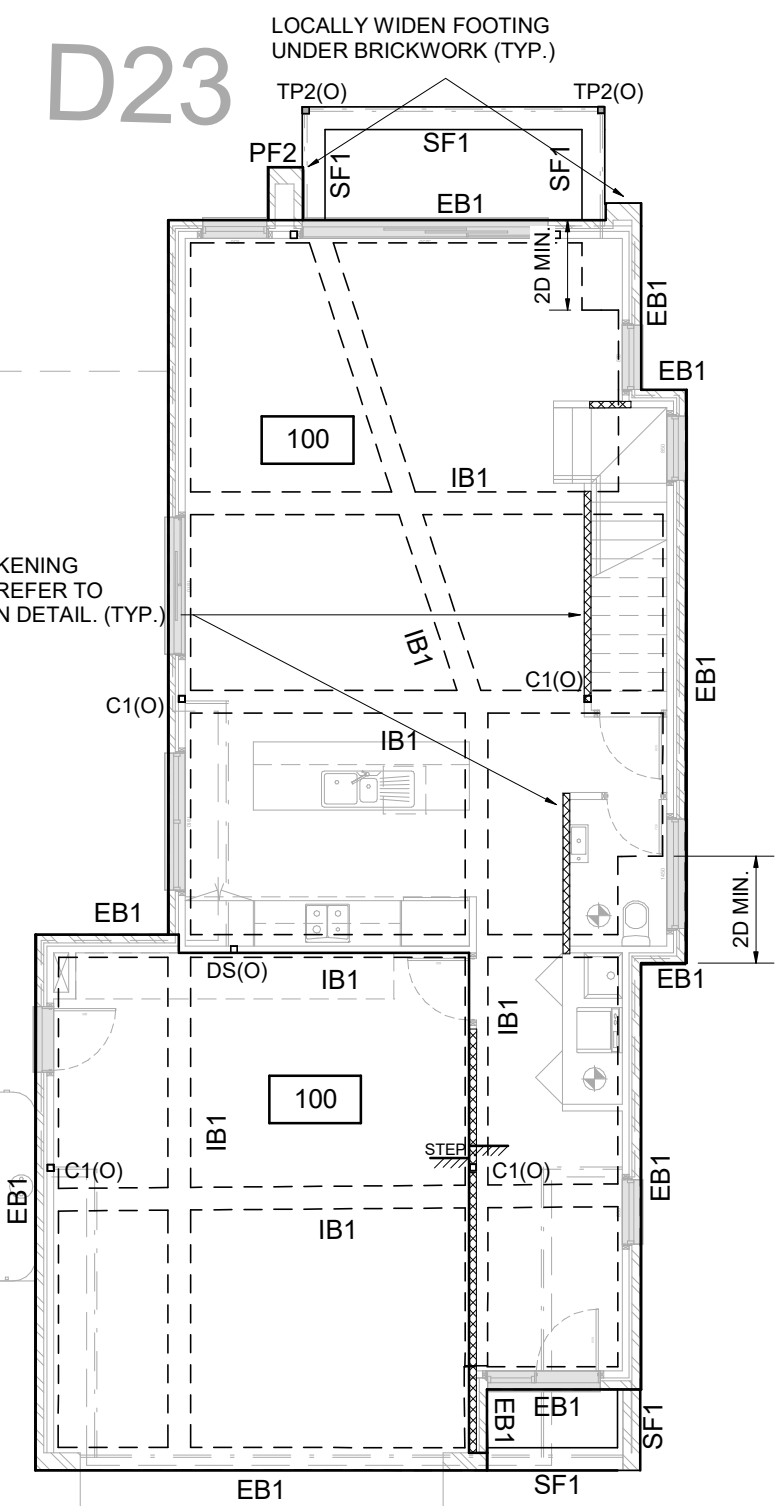 D23
LOCALLY WIDEN FOOTING
UNDER BRICKWORK (TYP.)
TP2(O)
TP2(O)
SF1
SF1
SF1
PF2
EB1
2D MIN.
EB1
EB1
100
IB1
KENING
REFER TO
N DETAIL. (TYP.)
IB1
EB1
C1(O)
C1(O)
IB1
2D MIN.
EB1
DS(O)
IB1
EB1
IB1
100
IB1
STEP
C1(O)
C1(O)
EB1
EB1
IB1
EB1
EB1
SF1
EB1
SF1